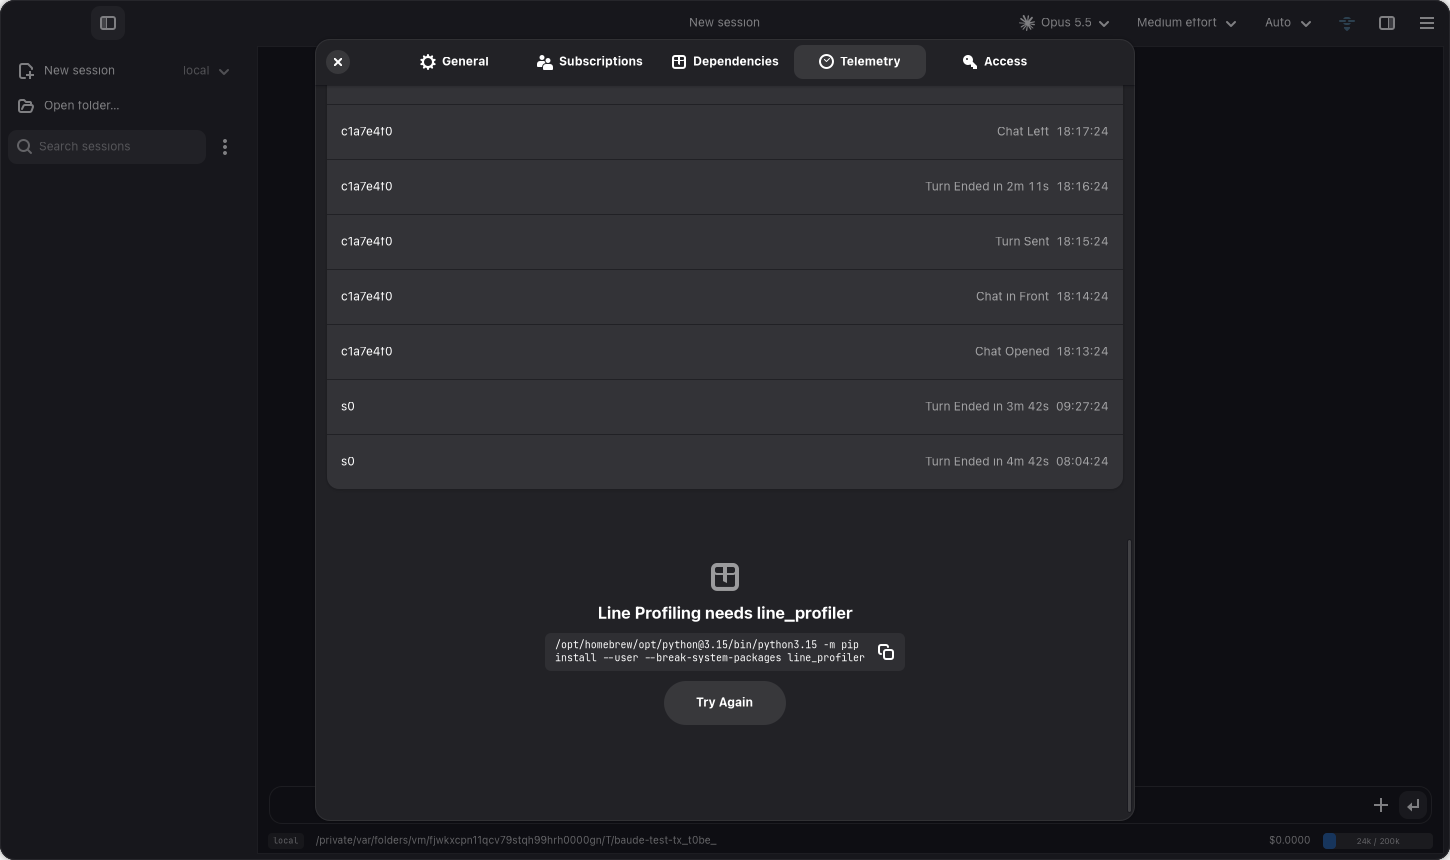 New session
Opus 5.5
Medium effort
Auto
New session
local
Open folder...
Search sessions
General
Subscriptions
Dependencies
Telemetry
Access
c1a7e4f0
Chat Left 18:17:24
c1a7e4f0
Turn Ended in 2m 11s 18:16:24
c1a7e4f0
Turn Sent 18:15:24
c1a7e4f0
Chat in Front 18:14:24
c1a7e4f0
Chat Opened 18:13:24
s0
Turn Ended in 3m 42s 09:27:24
s0
Turn Ended in 4m 42s 08:04:24
Line Profiling needs line_profiler
/opt/homebrew/opt/python@3.15/bin/python3.15 -m pip
install --user --break-system-packages line_profiler
Try Again
local
/private/var/folders/vm/fjwkxcpn11qcv79stqh99hrh0000gn/T/baude-test-tx_t0be_
$0.0000
24k / 200k